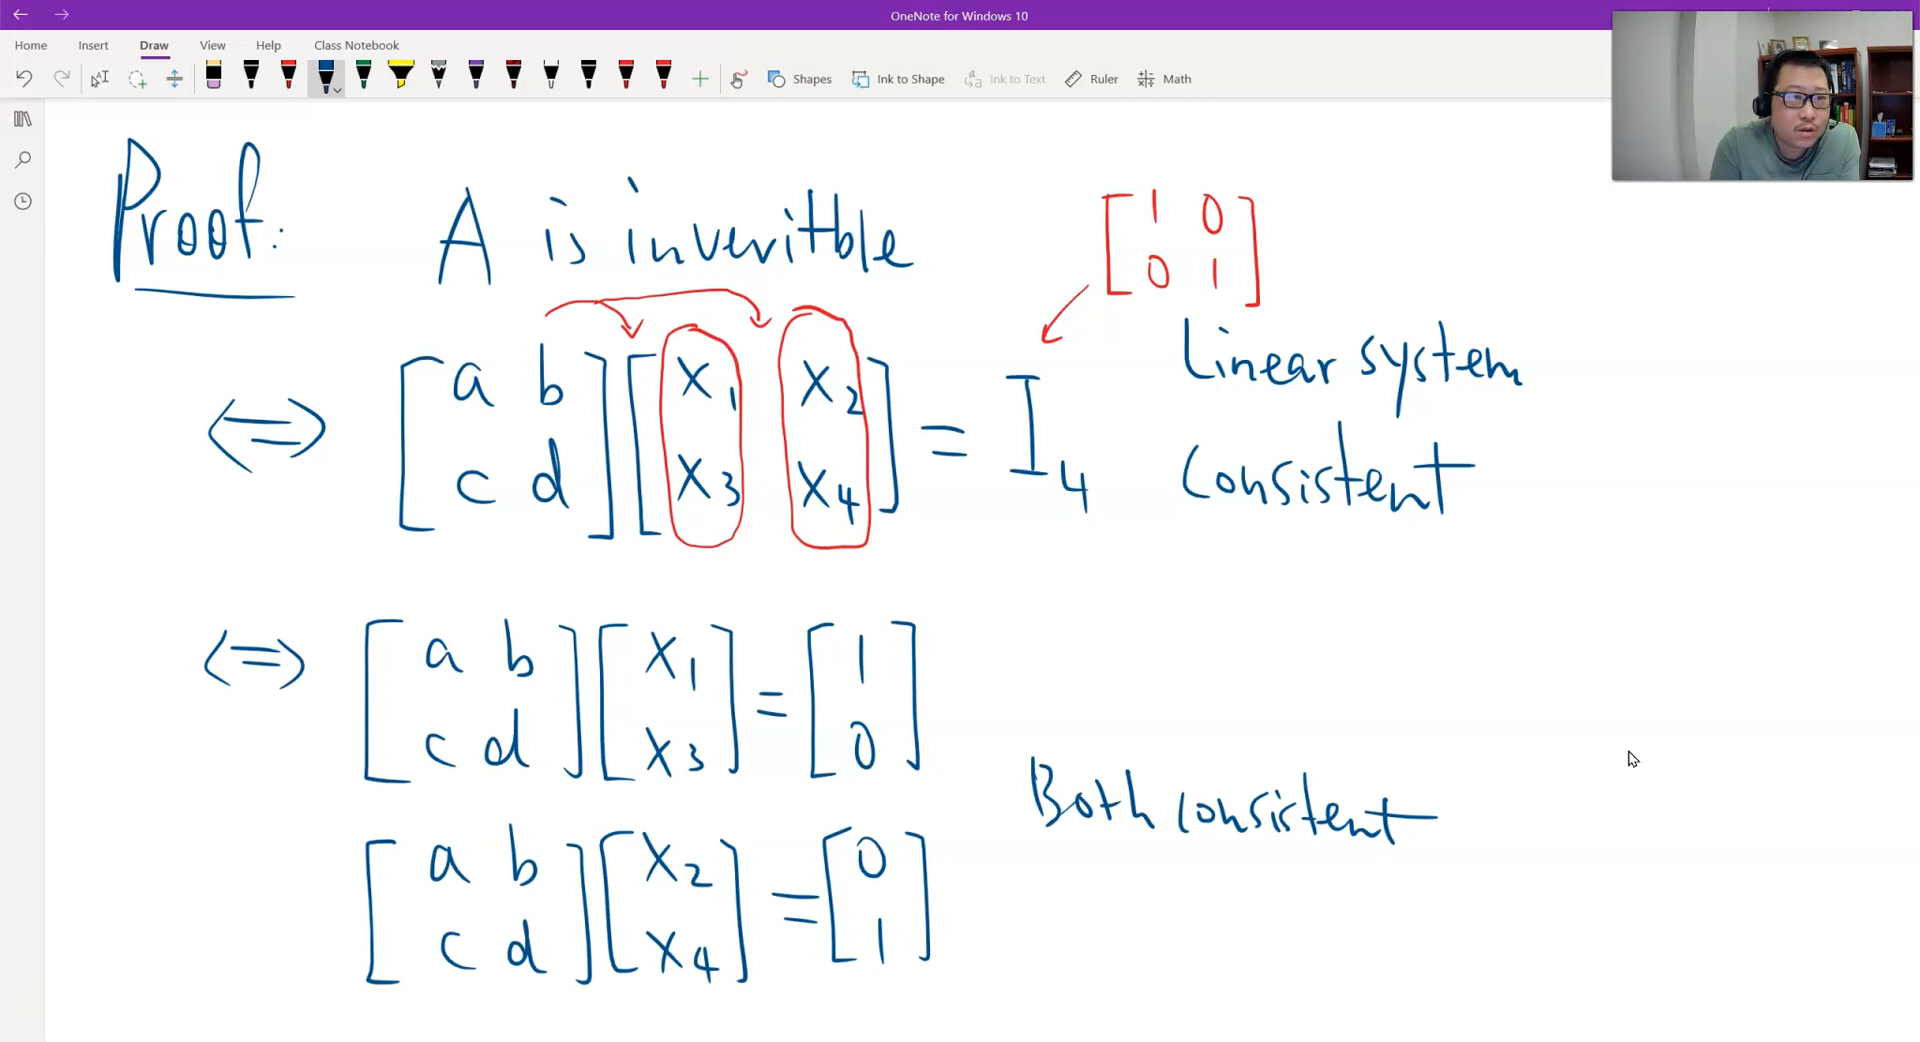 OneNote for Windows 10
Home Insert Draw View Help Class Notebook
Shapes Ink to Shape Ink to Text Ruler Math
Proof: A is inveritble
[1 0
0 1]
<=> [a b
c d] [x1 x2
x3 x4] = I4
Linear system
consistent
<=> [a b
c d] [x1
x3] = [1
0]
Both consistent
[a b
c d] [x2
x4] = [0
1]